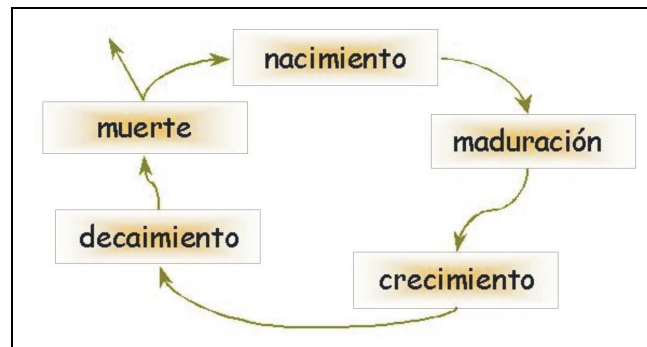 nacimiento
maduración
crecimiento
decaimiento
muerte